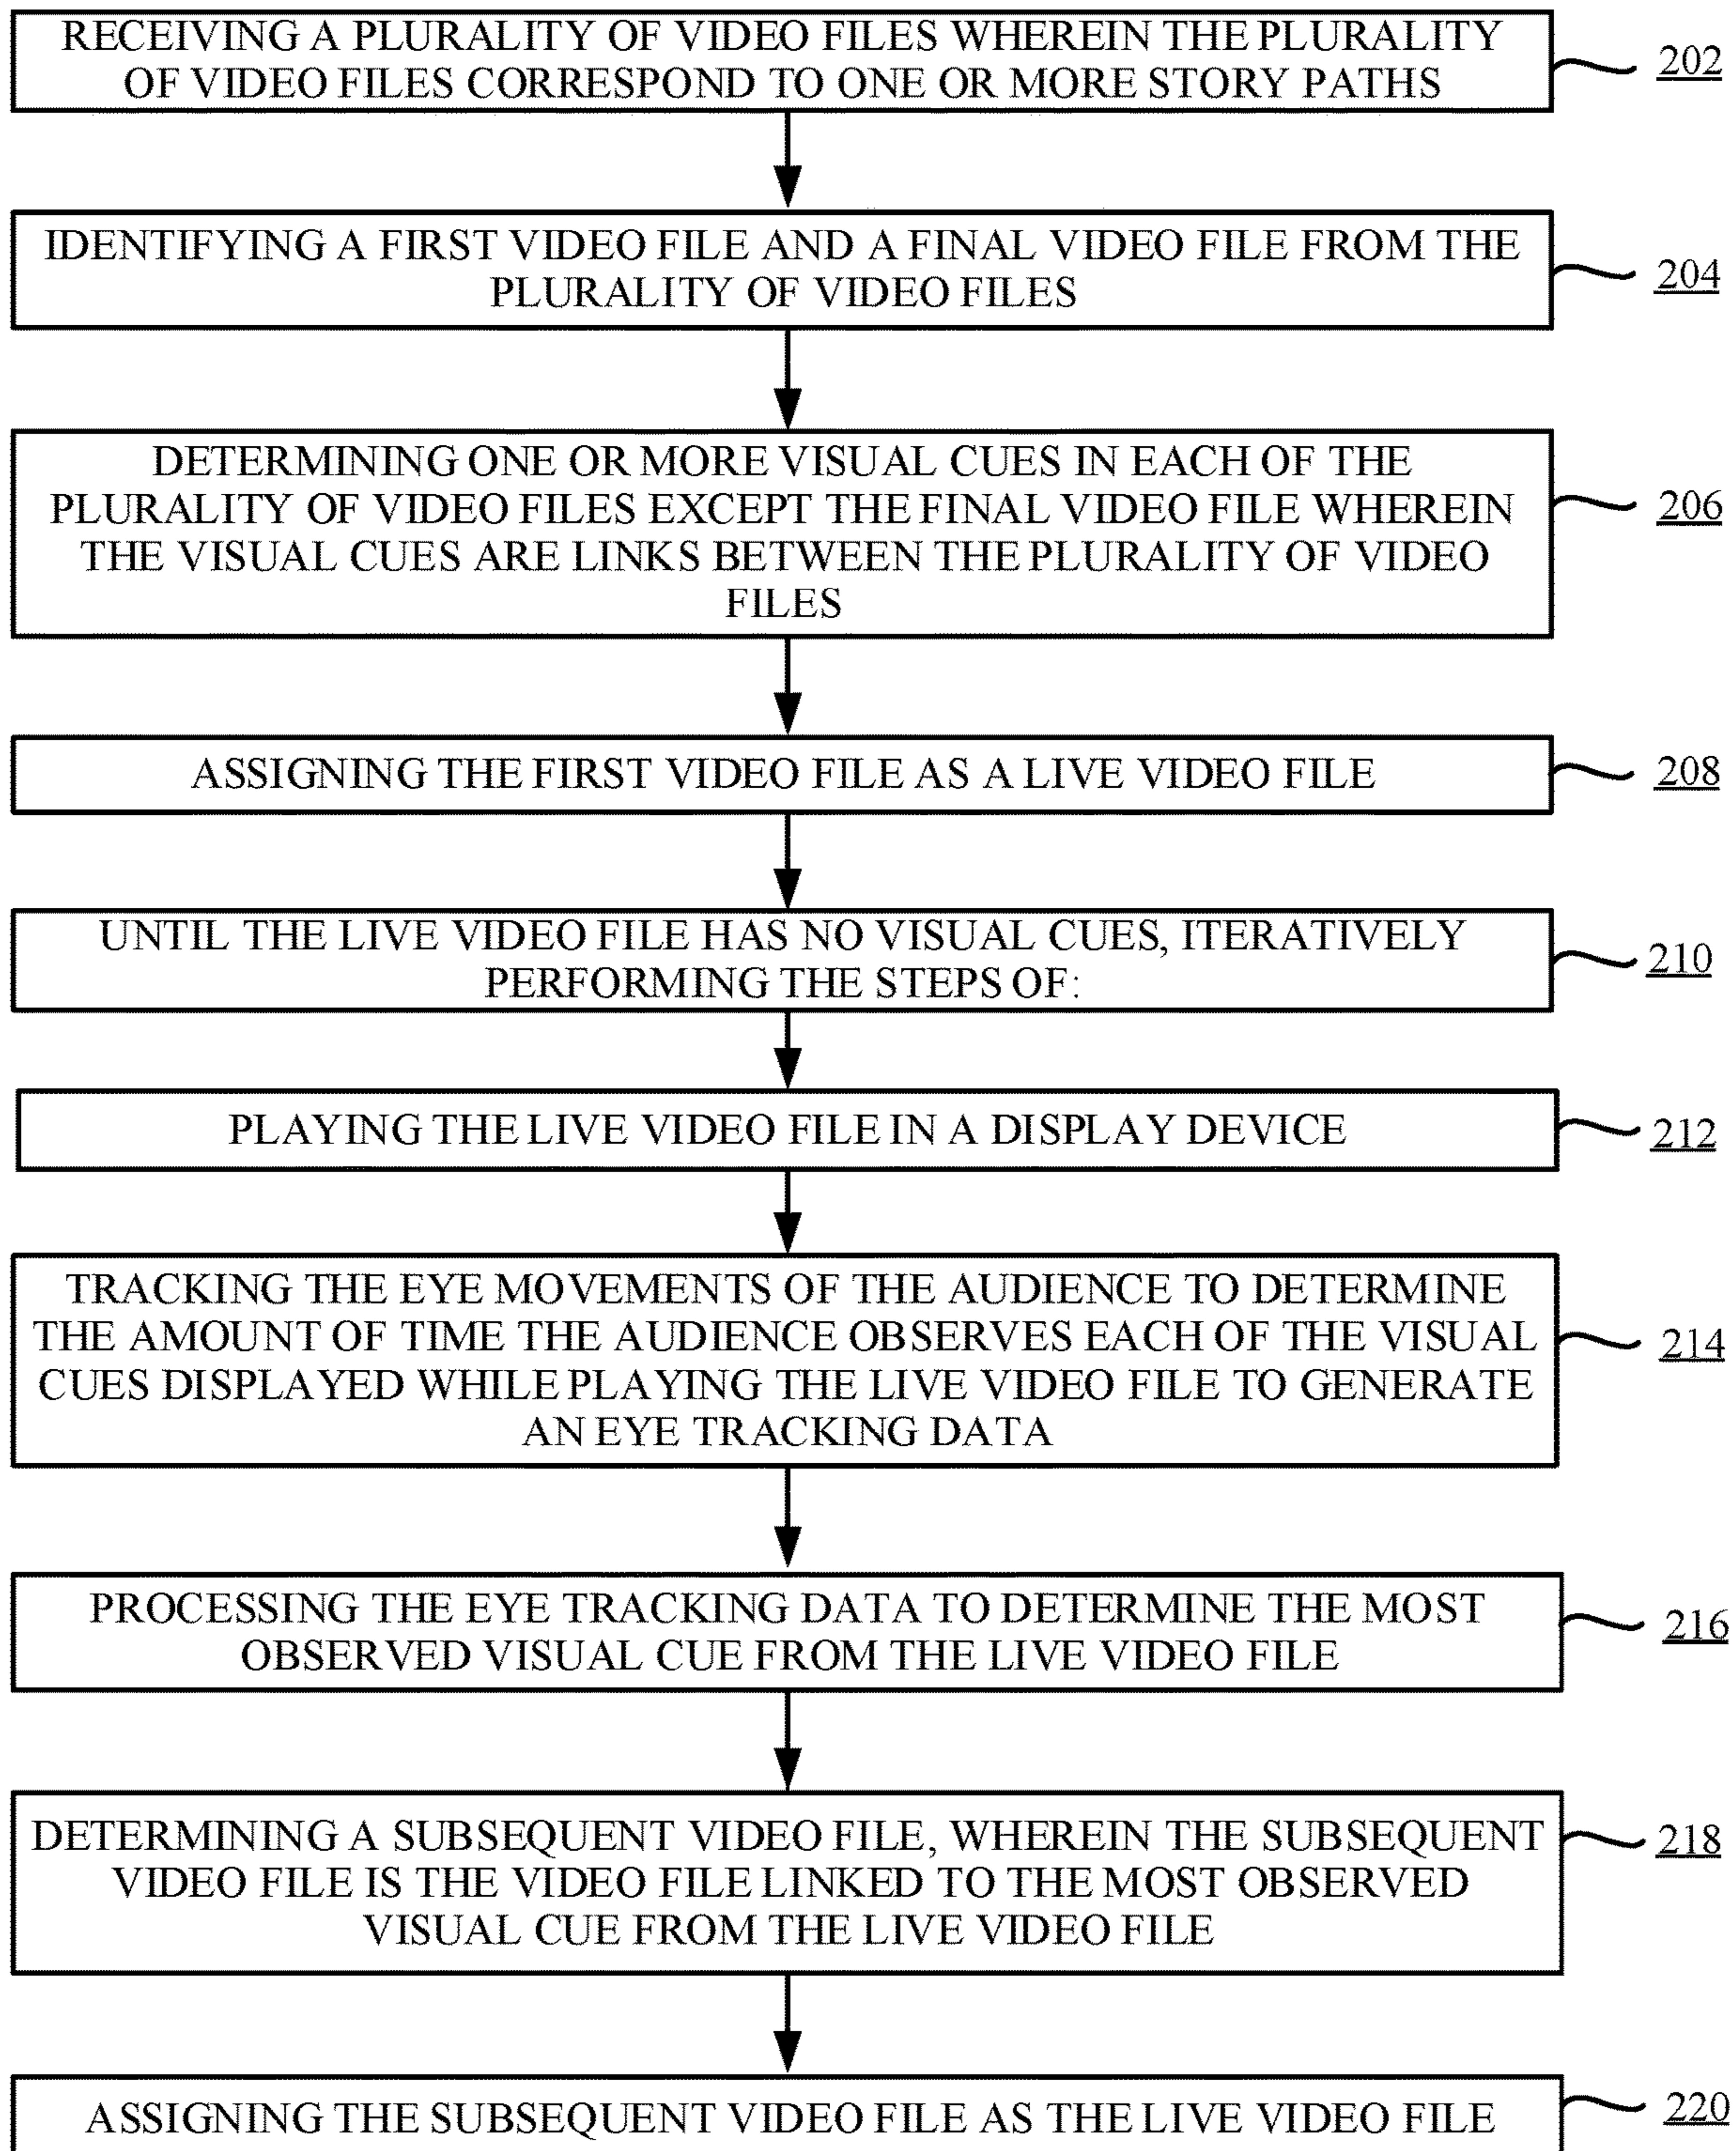 RECEIVING A PLURALITY OF VIDEO FILES WHEREIN THE PLURALITY
OF VIDEO FILES CORRESPOND TO ONE OR MORE STORY PATHS
202
IDENTIFYING A FIRST VIDEO FILE AND A FINAL VIDEO FILE FROM THE
PLURALITY OF VIDEO FILES
204
DETERMINING ONE OR MORE VISUAL CUES IN EACH OF THE
PLURALITY OF VIDEO FILES EXCEPT THE FINAL VIDEO FILE WHEREIN
THE VISUAL CUES ARE LINKS BETWEEN THE PLURALITY OF VIDEO
FILES
206
ASSIGNING THE FIRST VIDEO FILE AS A LIVE VIDEO FILE
208
UNTIL THE LIVE VIDEO FILE HAS NO VISUAL CUES, ITERATIVELY
PERFORMING THE STEPS OF:
210
PLAYING THE LIVE VIDEO FILE IN A DISPLAY DEVICE
212
TRACKING THE EYE MOVEMENTS OF THE AUDIENCE TO DETERMINE
THE AMOUNT OF TIME THE AUDIENCE OBSERVES EACH OF THE VISUAL
CUES DISPLAYED WHILE PLAYING THE LIVE VIDEO FILE TO GENERATE
AN EYE TRACKING DATA
214
PROCESSING THE EYE TRACKING DATA TO DETERMINE THE MOST
OBSERVED VISUAL CUE FROM THE LIVE VIDEO FILE
216
DETERMINING A SUBSEQUENT VIDEO FILE, WHEREIN THE SUBSEQUENT
VIDEO FILE IS THE VIDEO FILE LINKED TO THE MOST OBSERVED
VISUAL CUE FROM THE LIVE VIDEO FILE
218
ASSIGNING THE SUBSEQUENT VIDEO FILE AS THE LIVE VIDEO FILE
220